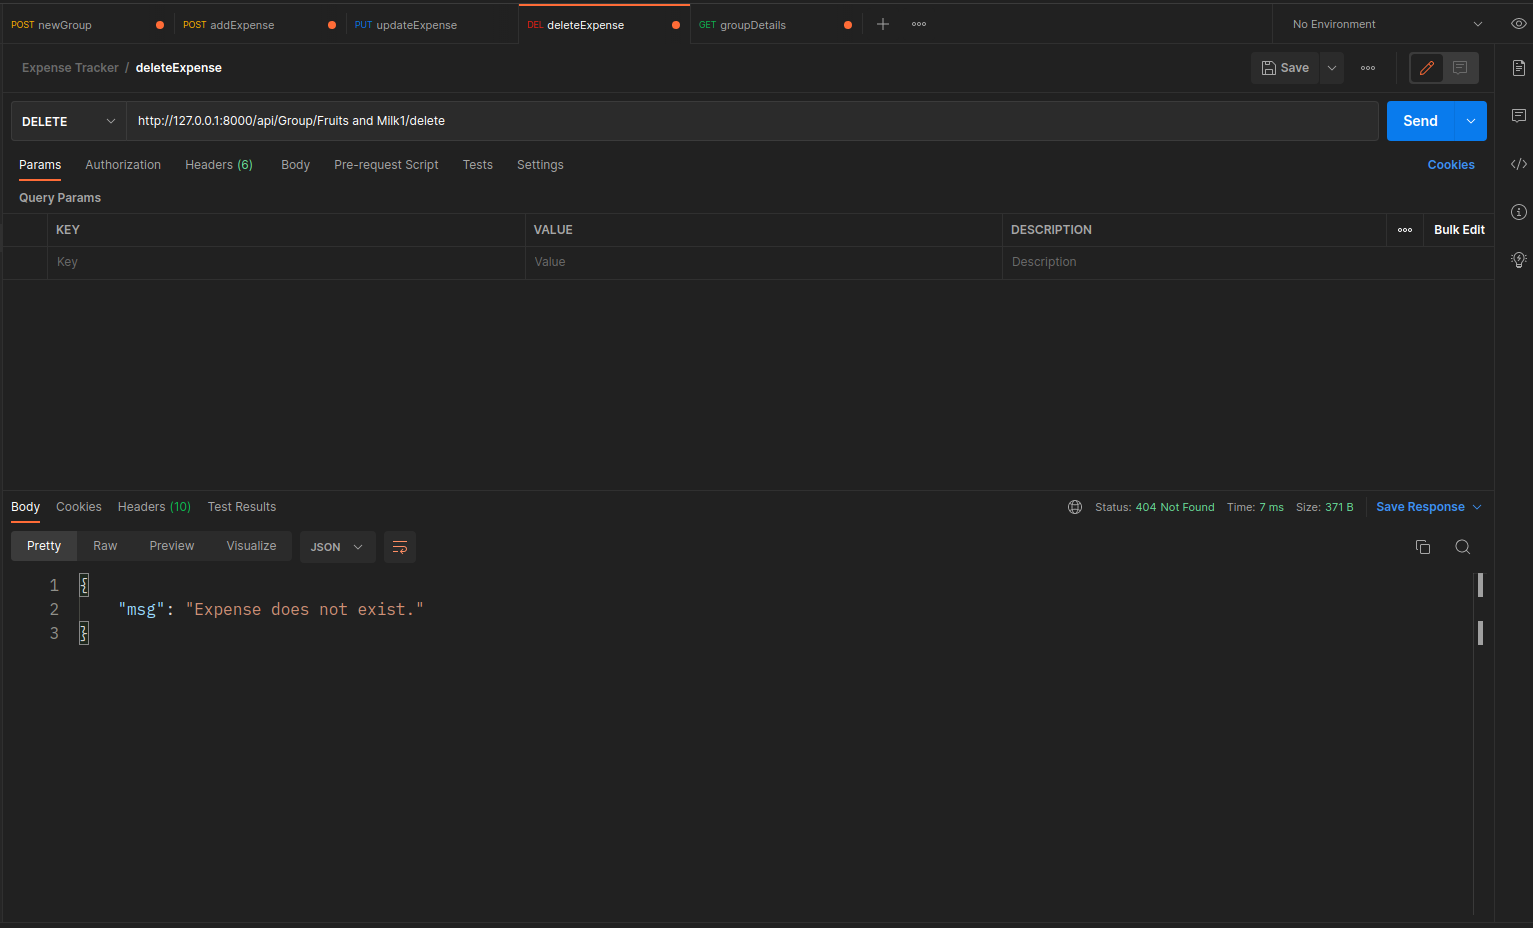 POST newGroup POST addExpense PUT updateExpense DEL deleteExpense GET groupDetails No Environment
Expense Tracker / deleteExpense Save
DELETE http://127.0.0.1:8000/api/Group/Fruits and Milk1/delete Send
Params Authorization Headers (6) Body Pre-request Script Tests Settings Cookies
Query Params
KEY VALUE DESCRIPTION Bulk Edit
Key Value Description
Body Cookies Headers (10) Test Results Status: 404 Not Found Time: 7 ms Size: 371 B Save Response
Pretty Raw Preview Visualize JSON
1 {
2 "msg": "Expense does not exist."
3 }